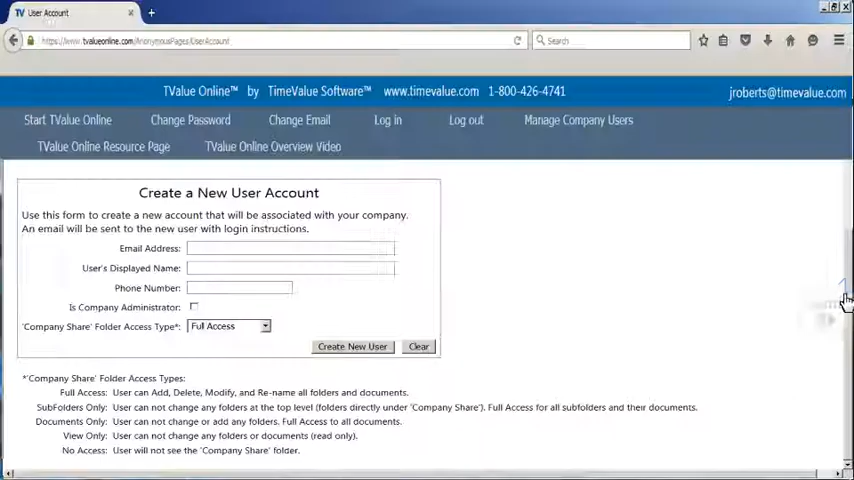 TV User Account
https://www.tvalueonline.com/AnonymousPages/UserAccount
Search
TValue Online™ by TimeValue Software™ www.timevalue.com 1-800-426-4741
jroberts@timevalue.com
Start TValue Online Change Password Change Email Log in Log out Manage Company Users
TValue Online Resource Page TValue Online Overview Video
Create a New User Account
Use this form to create a new account that will be associated with your company.
An email will be sent to the new user with login instructions.
Email Address:
User's Displayed Name:
Phone Number:
Is Company Administrator:
'Company Share' Folder Access Type*: Full Access
Create New User Clear
*'Company Share' Folder Access Types:
Full Access: User can Add, Delete, Modify, and Re-name all folders and documents.
SubFolders Only: User can not change any folders at the top level (folders directly under 'Company Share'). Full Access for all subfolders and their documents.
Documents Only: User can not change or add any folders. Full Access to all documents.
View Only: User can not change any folders or documents (read only).
No Access: User will not see the 'Company Share' folder.